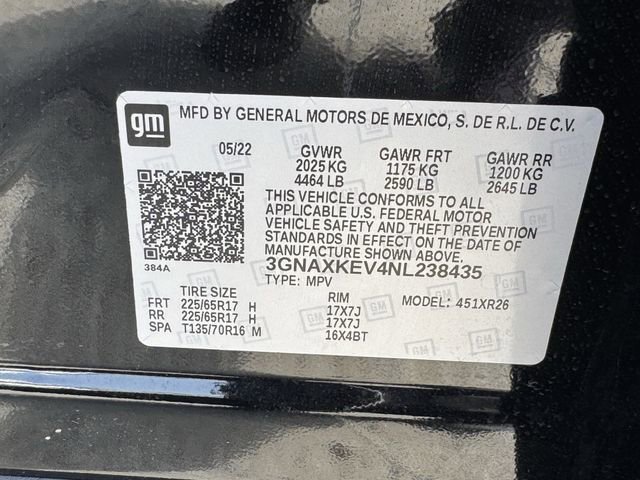 gm
MFD BY GENERAL MOTORS DE MEXICO, S. DE R.L. DE C.V.
05/22 GVWR GAWR FRT GAWR RR
2025 KG 1175 KG 1200 KG
4464 LB 2590 LB 2645 LB
THIS VEHICLE CONFORMS TO ALL
APPLICABLE U.S. FEDERAL MOTOR
VEHICLE SAFETY AND THEFT PREVENTION
STANDARDS IN EFFECT ON THE DATE OF
MANUFACTURE SHOWN ABOVE.
384A 3GNAXKEV4NL238435
TYPE: MPV
TIRE SIZE RIM MODEL: 451XR26
FRT 225/65R17 H 17X7J
RR 225/65R17 H 17X7J
SPA T135/70R16 M 16X4BT